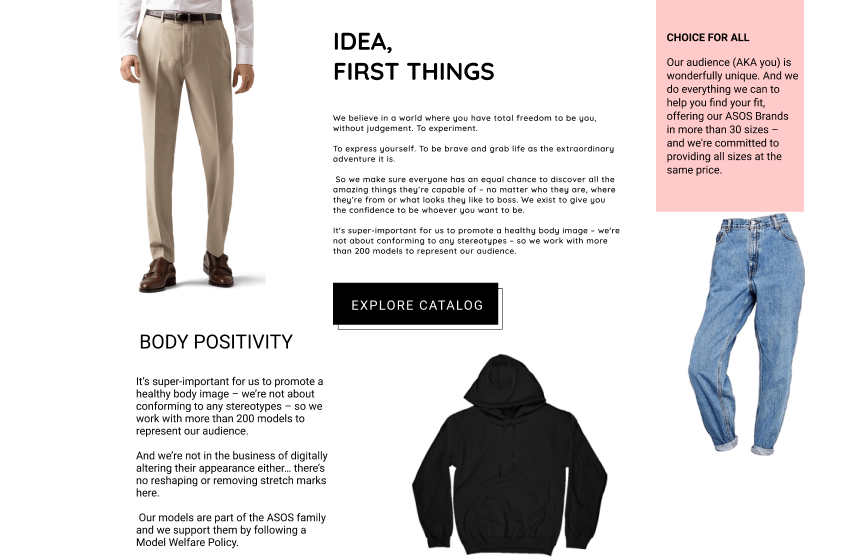 IDEA,
FIRST THINGS
We believe in a world where you have total freedom to be you,
without judgement. To experiment.
To express yourself. To be brave and grab life as the extraordinary
adventure it is.
So we make sure everyone has an equal chance to discover all the
amazing things they're capable of – no matter who they are, where
they're from or what looks they like to boss. We exist to give you
the confidence to be whoever you want to be.
It's super-important for us to promote a healthy body image – we're
not about conforming to any stereotypes – so we work with more
than 200 models to represent our audience.
EXPLORE CATALOG
CHOICE FOR ALL
Our audience (AKA you) is
wonderfully unique. And we
do everything we can to
help you find your fit,
offering our ASOS Brands
in more than 30 sizes –
and we're committed to
providing all sizes at the
same price.
BODY POSITIVITY
It's super-important for us to promote a
healthy body image – we're not about
conforming to any stereotypes – so we
work with more than 200 models to
represent our audience.
And we're not in the business of digitally
altering their appearance either… there's
no reshaping or removing stretch marks
here.
Our models are part of the ASOS family
and we support them by following a
Model Welfare Policy.